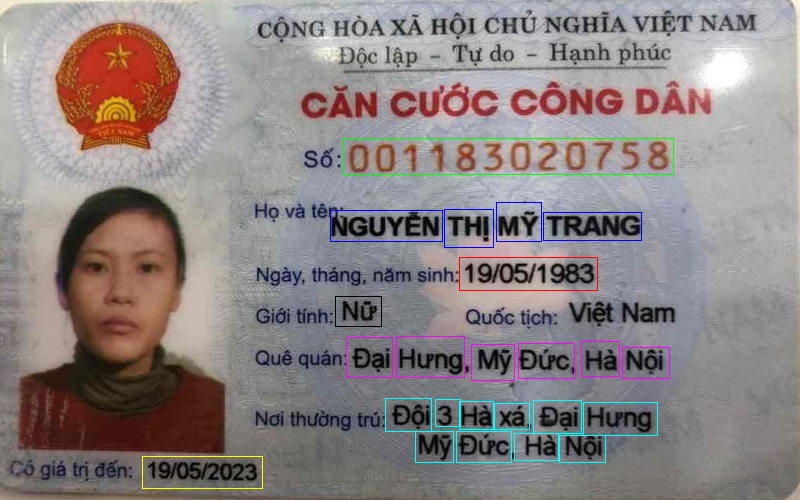 CỘNG HÒA XÃ HỘI CHỦ NGHĨA VIỆT NAM
Độc lập - Tự do - Hạnh phúc
CĂN CƯỚC CÔNG DÂN
Số: 001183020758
Họ và tên: NGUYỄN THỊ MỸ TRANG
Ngày, tháng, năm sinh: 19/05/1983
Giới tính: Nữ Quốc tịch: Việt Nam
Quê quán: Đại Hưng, Mỹ Đức, Hà Nội
Nơi thường trú: Đội 3 Hà xá, Đại Hưng
Mỹ Đức, Hà Nội
Có giá trị đến: 19/05/2023